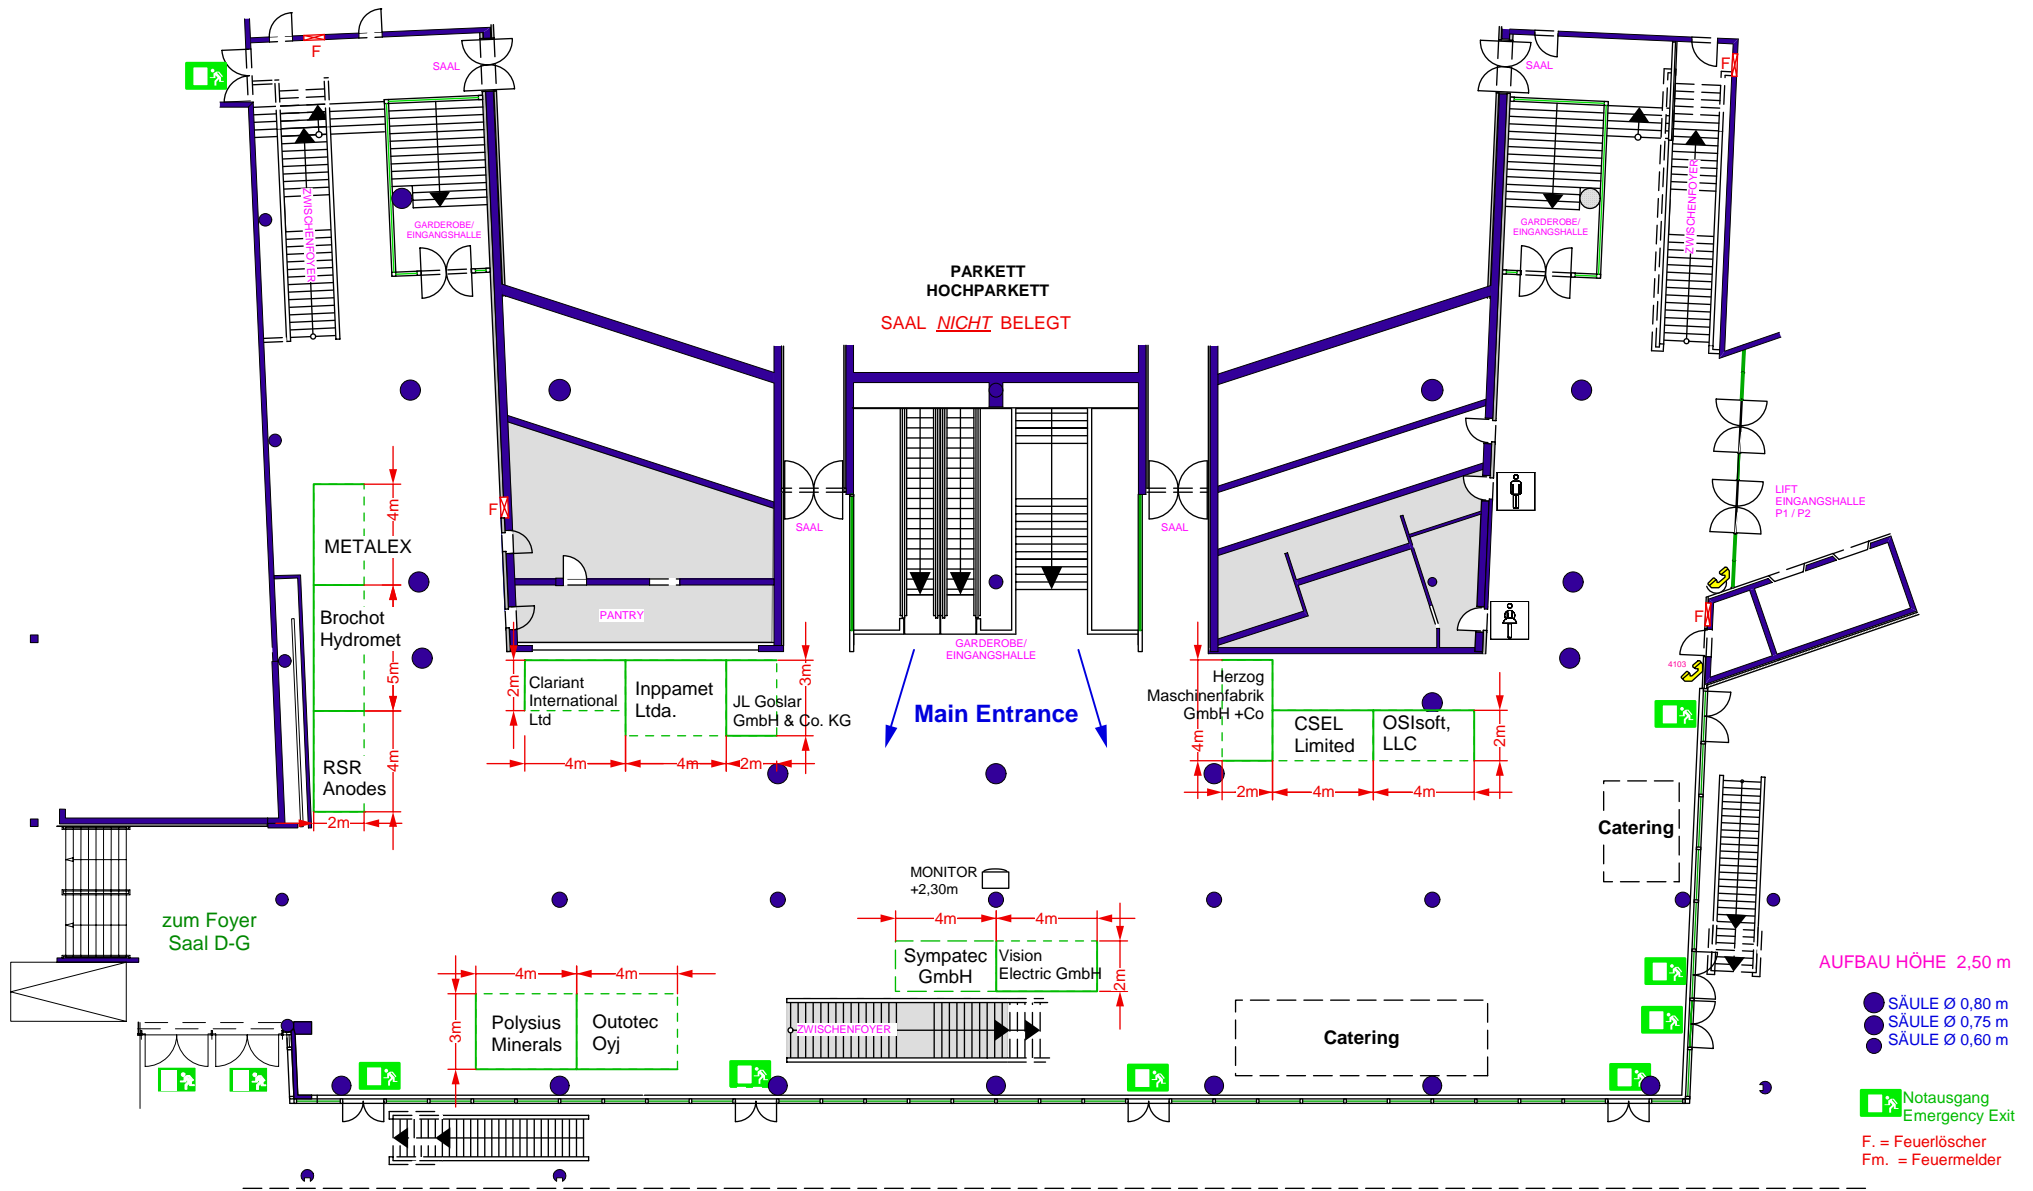 F
SAAL
SAAL
F
ZWISCHENFOYER
GARDEROBE/
EINGANGSHALLE
GARDEROBE/
EINGANGSHALLE
ZWISCHENFOYER
PARKETT
HOCHPARKETT
SAAL NICHT BELEGT
F
SAAL
SAAL
LIFT
EINGANGSHALLE
P1 / P2
4m
METALEX
Brochot
Hydromet
5m
RSR
Anodes
4m
2m
PANTRY
GARDEROBE/
EINGANGSHALLE
F
4103
2m
Clariant
International
Ltd
Inppamet
Ltda.
JL Goslar
GmbH & Co. KG
3m
4m
4m
2m
Main Entrance
Herzog
Maschinenfabrik
GmbH +Co
4m
CSEL
Limited
OSIsoft,
LLC
2m
2m
4m
4m
Catering
MONITOR
+2,30m
zum Foyer
Saal D-G
4m
4m
Sympatec
GmbH
Vision
Electric GmbH
2m
4m
4m
3m
Polysius
Minerals
Outotec
Oyj
ZWISCHENFOYER
Catering
AUFBAU HÖHE 2,50 m
SÄULE Ø 0,80 m
SÄULE Ø 0,75 m
SÄULE Ø 0,60 m
Notausgang
Emergency Exit
F. = Feuerlöscher
Fm. = Feuermelder